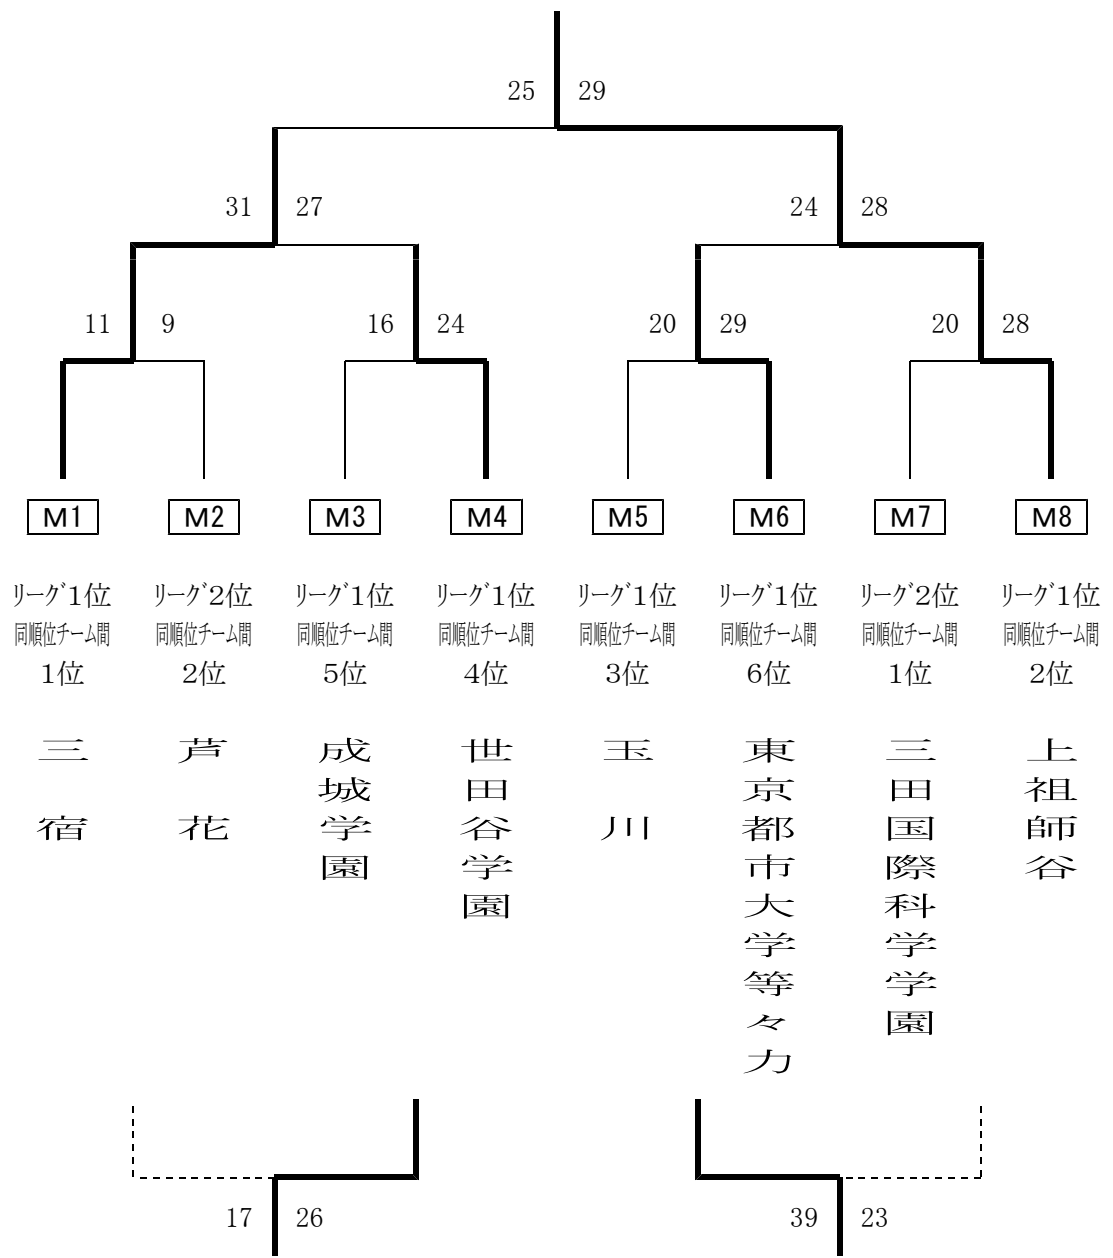 25 29
31 27 24 28
11 9 16 24 20 29 20 28
M1 M2 M3 M4 M5 M6 M7 M8
リーグ1位 リーグ2位 リーグ1位 リーグ1位 リーグ1位 リーグ1位 リーグ2位 リーグ1位
同順位チーム間 同順位チーム間 同順位チーム間 同順位チーム間 同順位チーム間 同順位チーム間 同順位チーム間 同順位チーム間
1位 2位 5位 4位 3位 6位 1位 2位
三宿
芦花
成城学園
世田谷学園
玉川
東京都市大学等々力
三田国際科学学園
上祖師谷
17 26 39 23